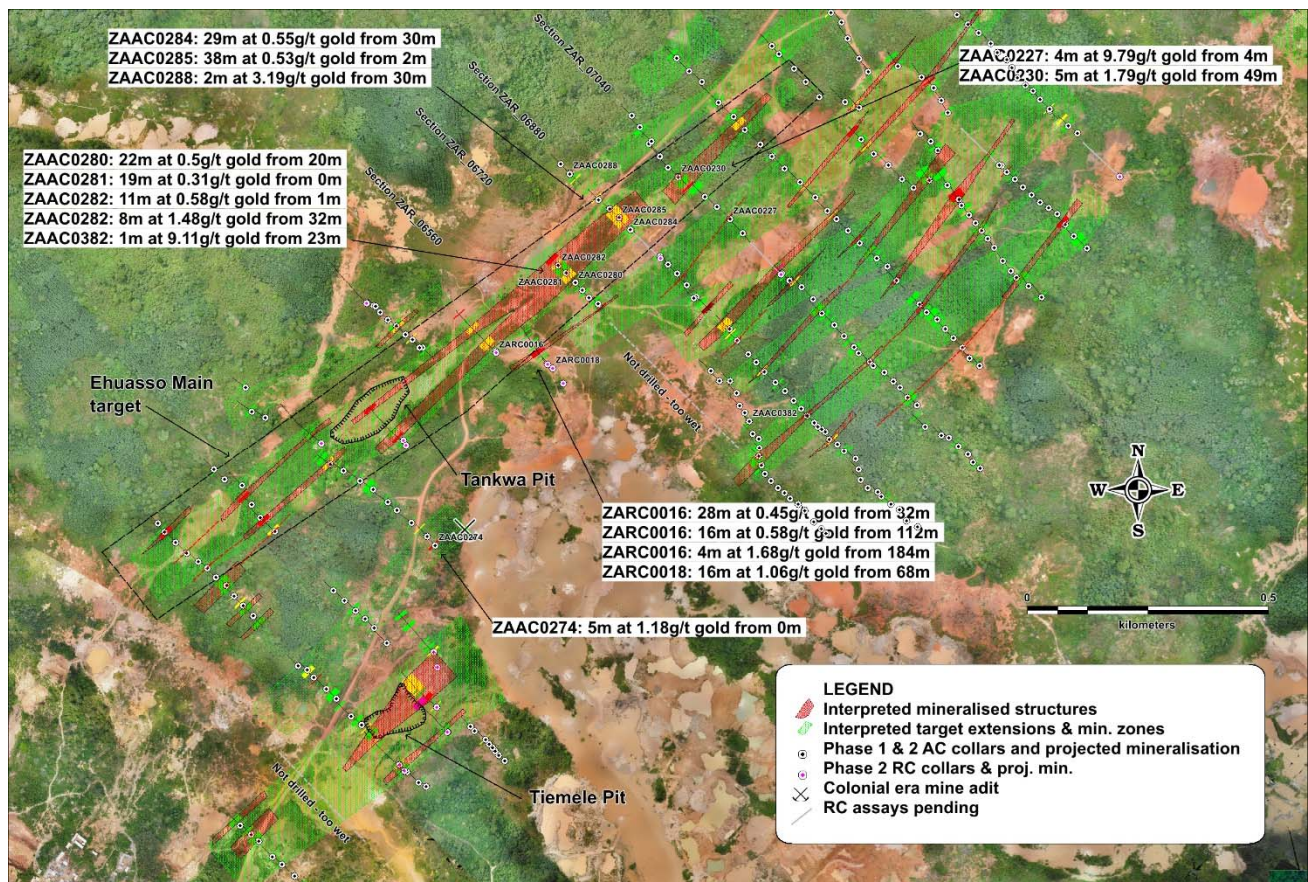 ZAAC0284: 29m at 0.55g/t gold from 30m
ZAAC0285: 38m at 0.53g/t gold from 2m
ZAAC0288: 2m at 3.19g/t gold from 30m
ZAAC0227: 4m at 9.79g/t gold from 4m
ZAAC0230: 5m at 1.79g/t gold from 49m
Section ZAR_07040
Section ZAR_06880
Section ZAR_06720
Section ZAR_06560
ZAAC0280: 22m at 0.5g/t gold from 20m
ZAAC0281: 19m at 0.31g/t gold from 0m
ZAAC0282: 11m at 0.58g/t gold from 1m
ZAAC0282: 8m at 1.48g/t gold from 32m
ZAAC0382: 1m at 9.11g/t gold from 23m
ZAAC0288
ZAAC0230
ZAAC0285
ZAAC0284
ZAAC0227
ZAAC0282
ZAAC0281
ZAAC0280
ZARC0016
ZARC0018
Not drilled - too wet
ZAAC0382
Ehuasso Main
target
Tankwa Pit
N
W E
S
ZARC0016: 28m at 0.45g/t gold from 32m
ZARC0016: 16m at 0.58g/t gold from 112m
ZARC0016: 4m at 1.68g/t gold from 184m
ZARC0018: 16m at 1.06g/t gold from 68m
ZAAC0274
ZAAC0274: 5m at 1.18g/t gold from 0m
0 0.5
kilometers
Tiemele Pit
Not drilled - too wet
LEGEND
Interpreted mineralised structures
Interpreted target extensions & min. zones
Phase 1 & 2 AC collars and projected mineralisation
Phase 2 RC collars & proj. min.
Colonial era mine adit
RC assays pending